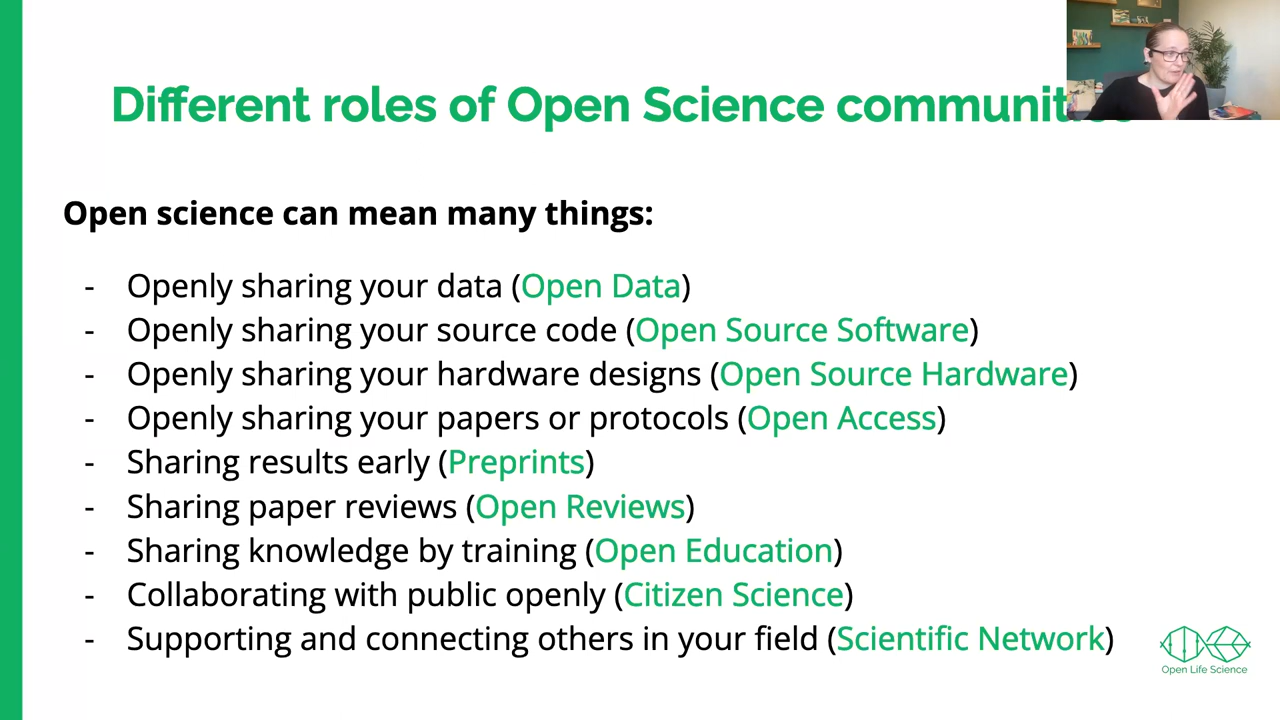 Different roles of Open Science
Open science can mean many things:
- Openly sharing your data (Open Data)
- Openly sharing your source code (Open Source Software)
- Openly sharing your hardware designs (Open Source Hardware)
- Openly sharing your papers or protocols (Open Access)
- Sharing results early (Preprints)
- Sharing paper reviews (Open Reviews)
- Sharing knowledge by training (Open Education)
- Collaborating with public openly (Citizen Science)
- Supporting and connecting others in your field (Scientific Network)
Open Life Science